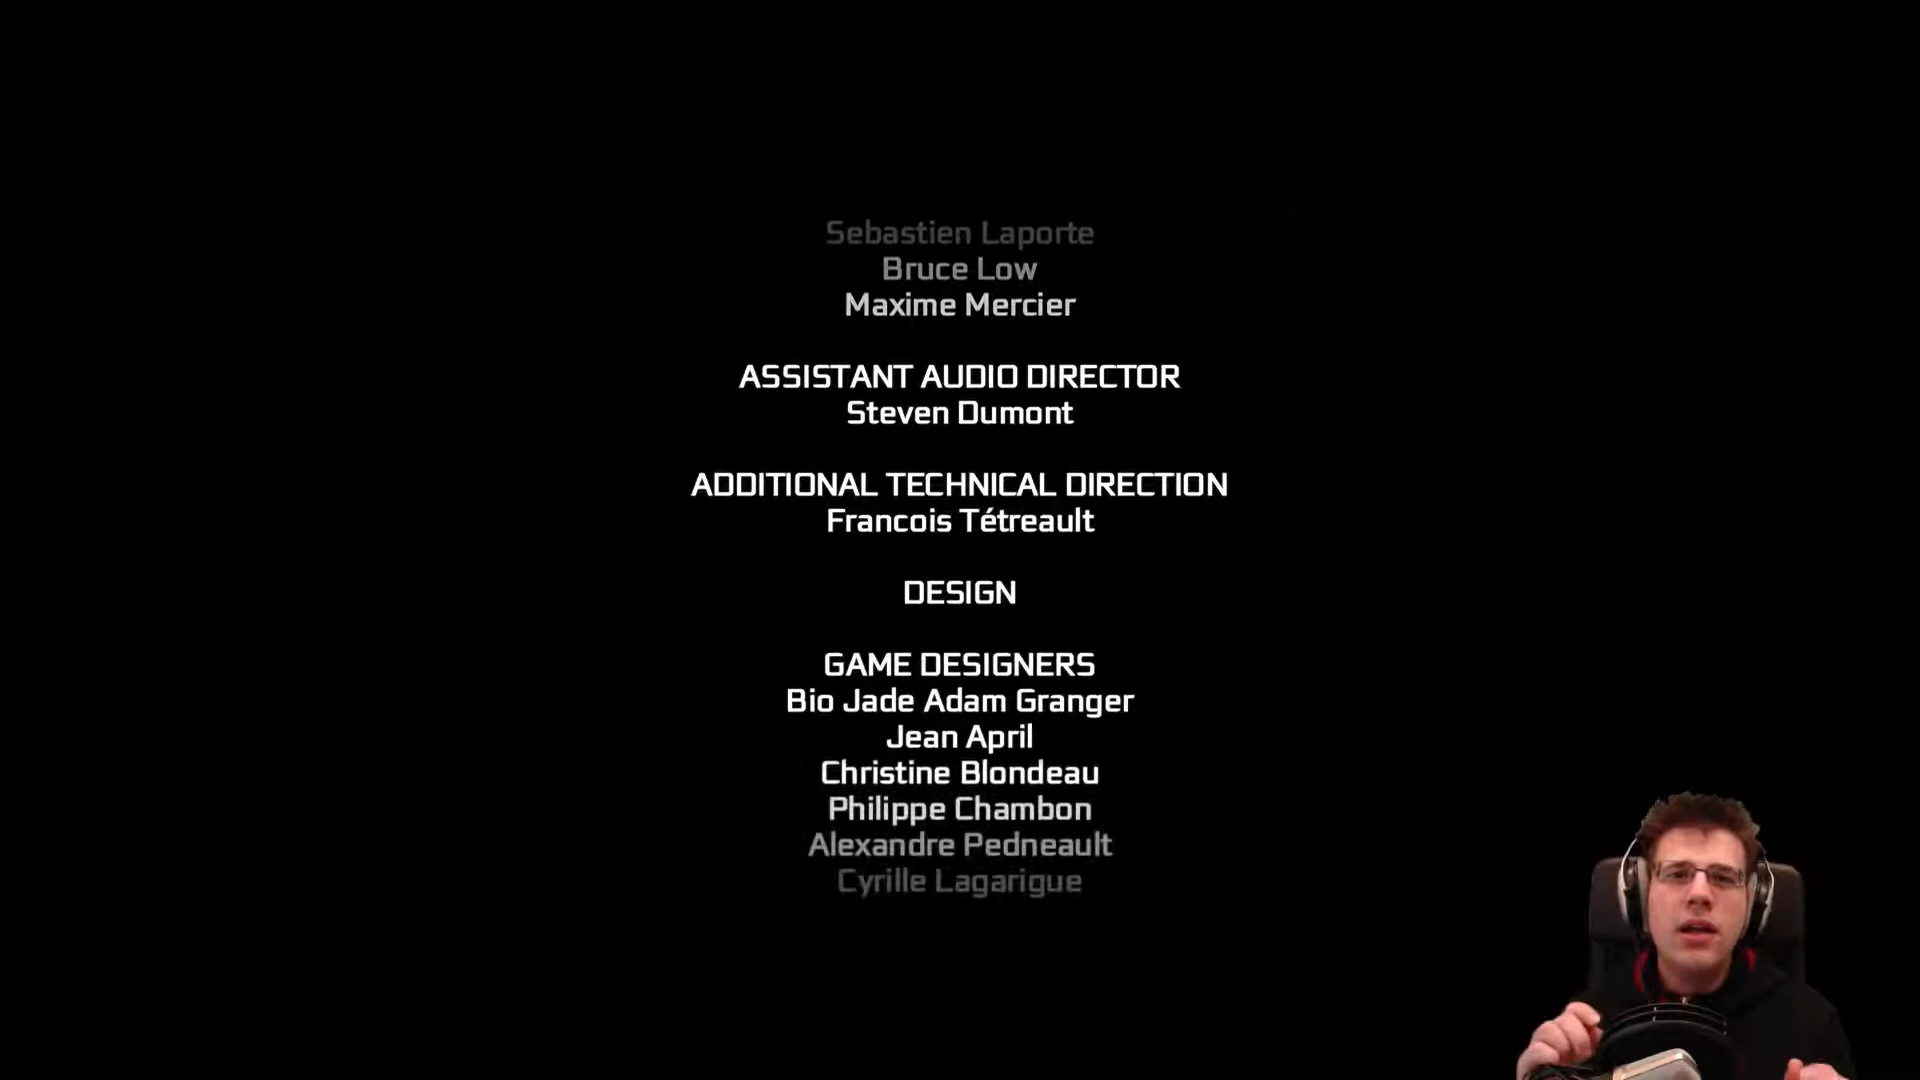 Sebastien Laporte
Bruce Low
Maxime Mercier
ASSISTANT AUDIO DIRECTOR
Steven Dumont
ADDITIONAL TECHNICAL DIRECTION
Francois Tétreault
DESIGN
GAME DESIGNERS
Bio Jade Adam Granger
Jean April
Christine Blondeau
Philippe Chambon
Alexandre Pedneault
Cyrille Lagarigue